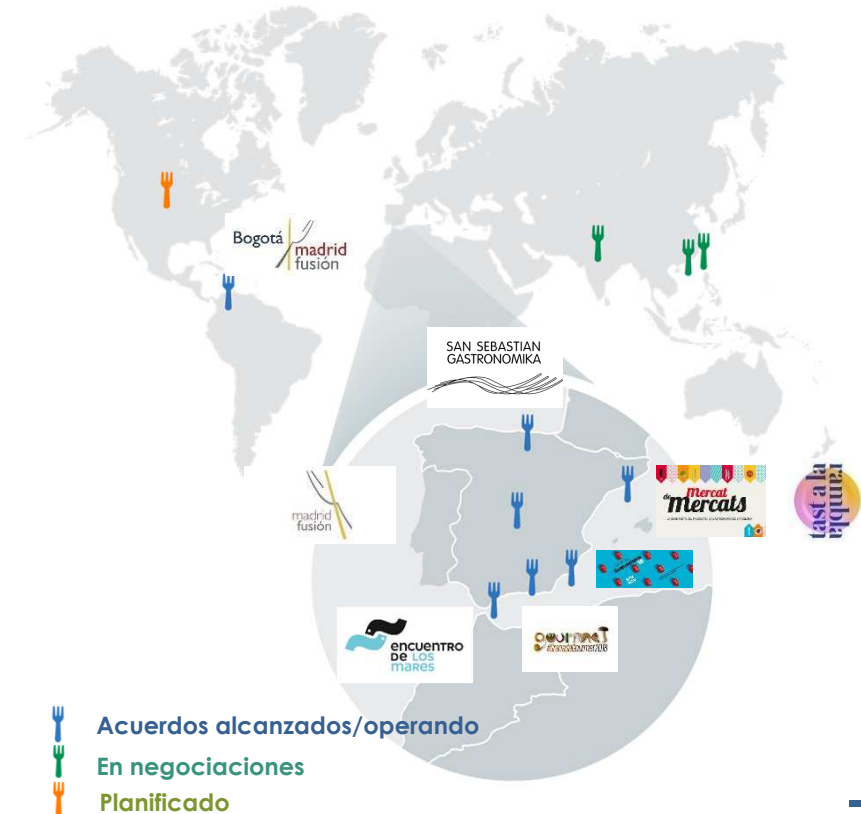 Bogotá
madrid
fusión
SAN SEBASTIAN
GASTRONOMIKA
madrid
fusión
de Mercat
Mercats
tast a la
rambla
encuentro
DE LOS
mares
gourmet
Acuerdos alcanzados/operando
En negociaciones
Planificado